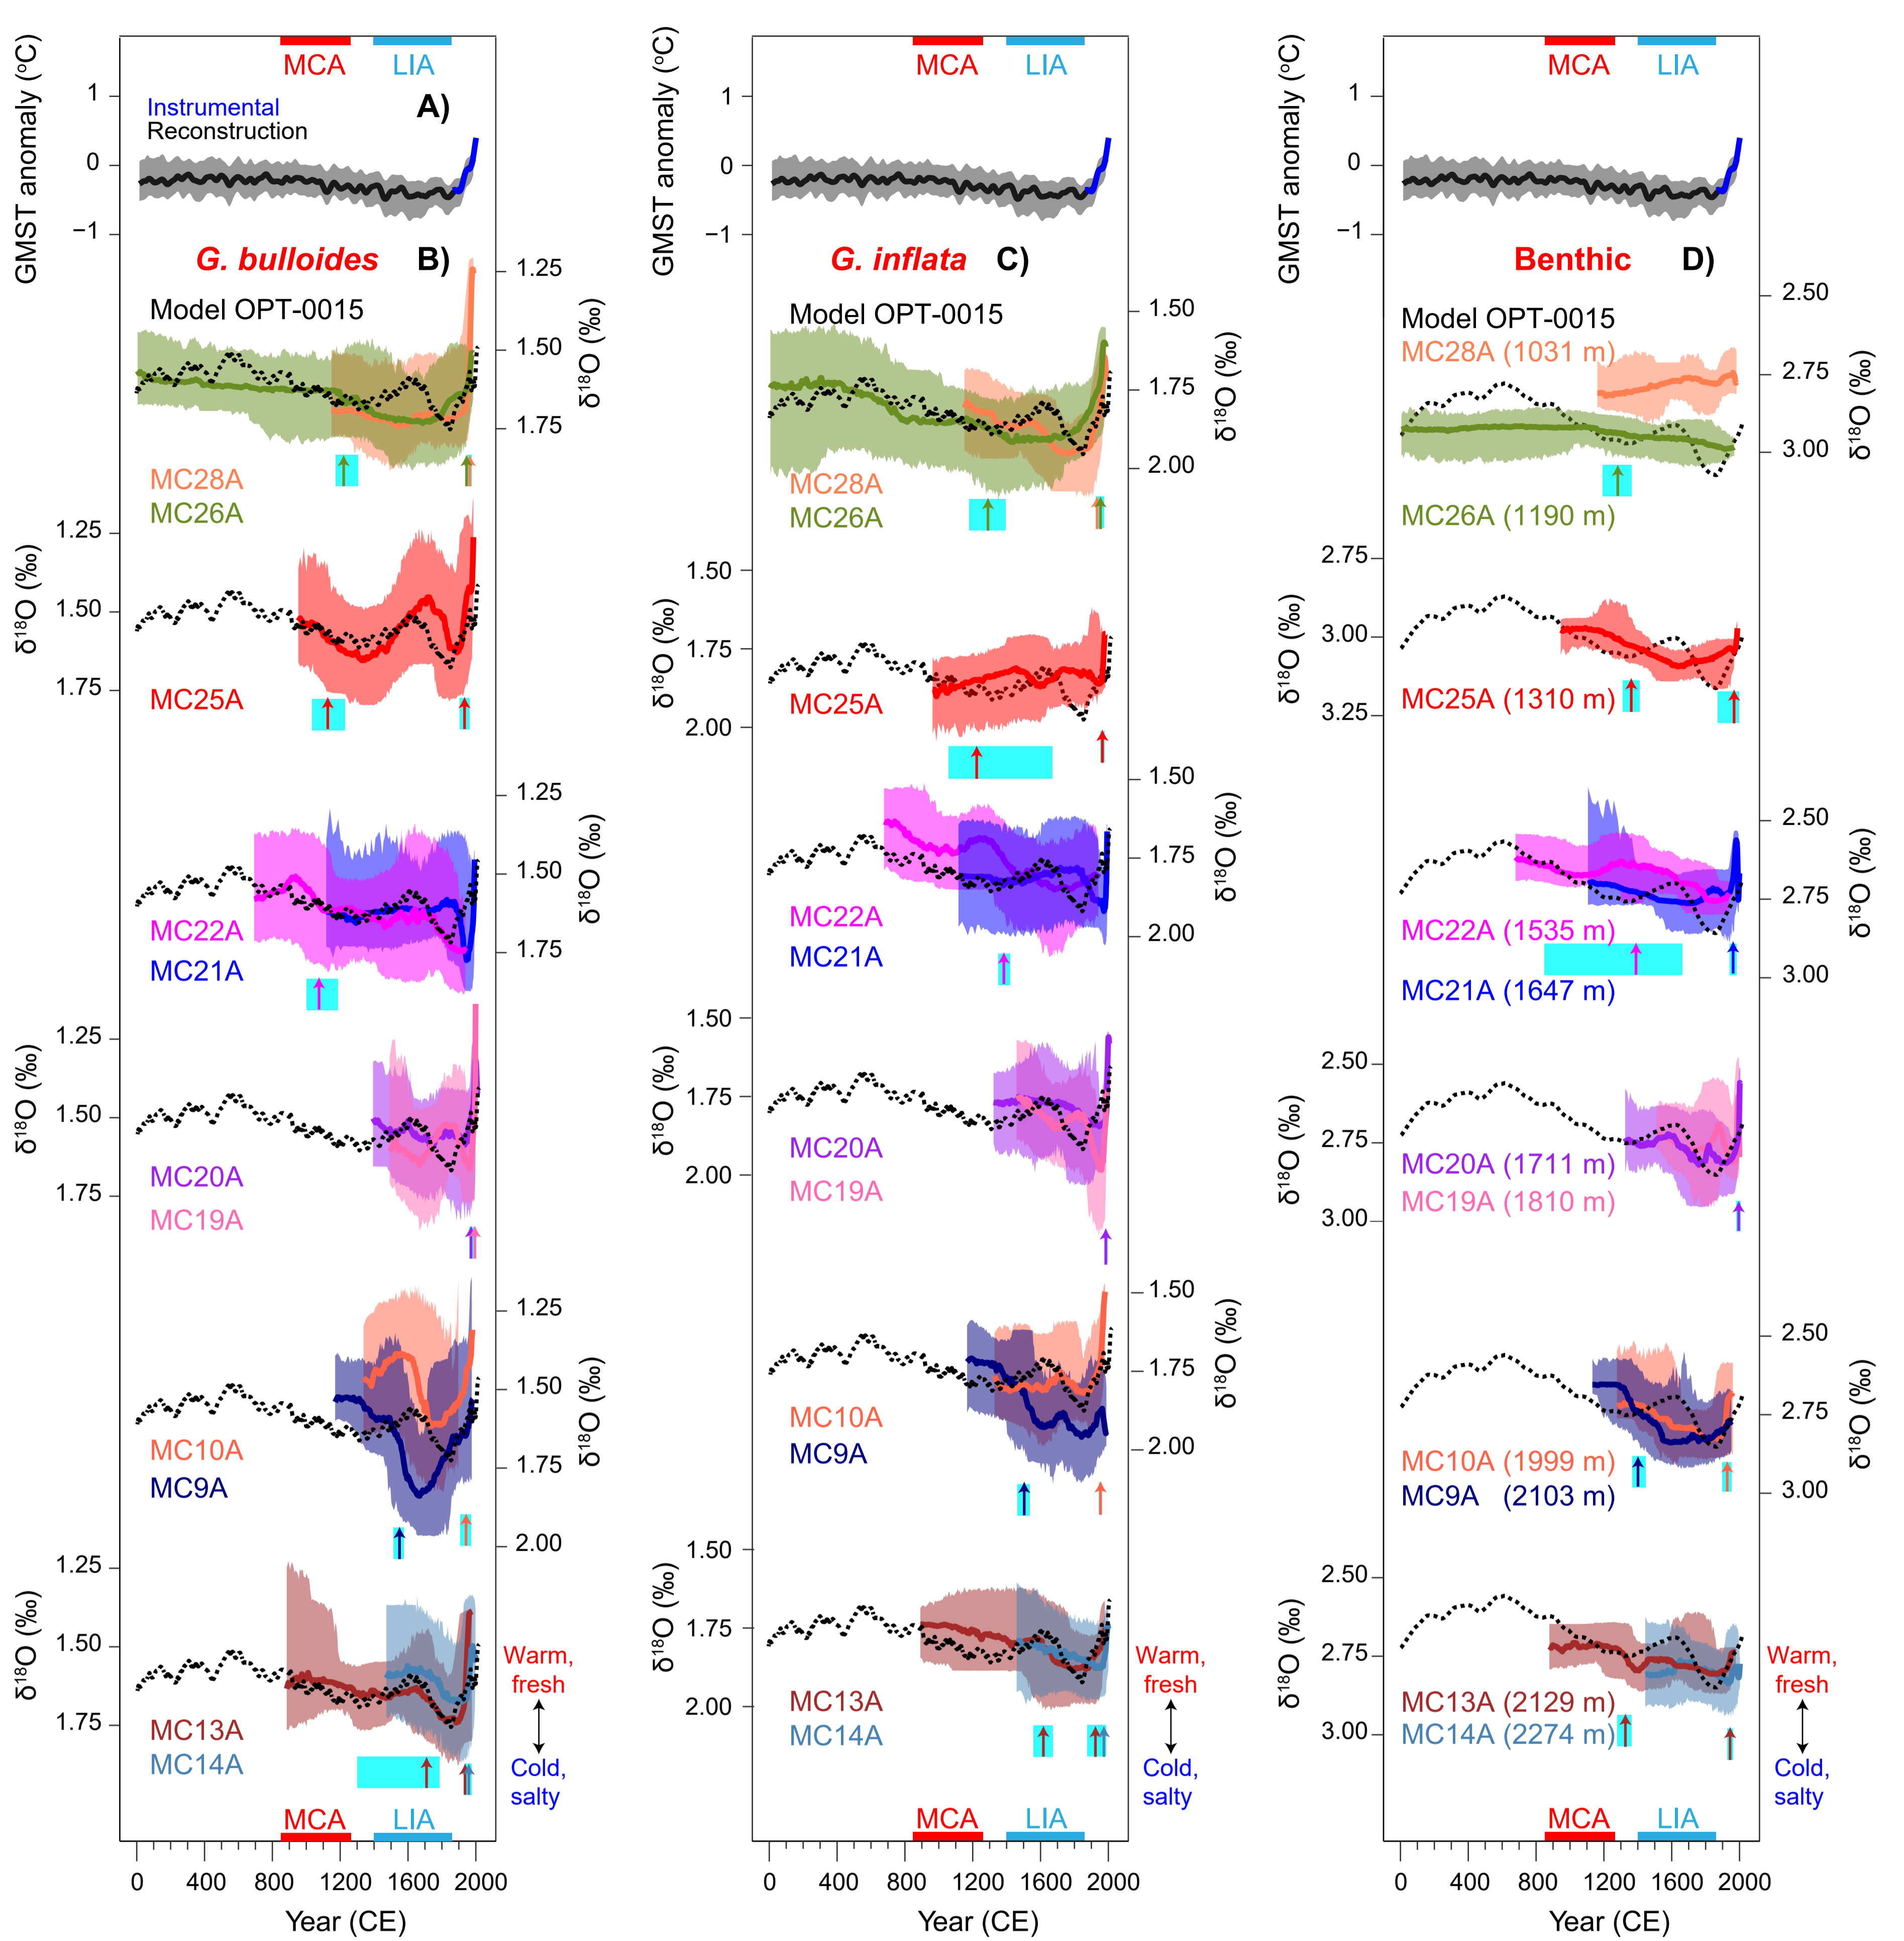 MCA
LIA
GMST anomaly (°C)
1
0
−1
Instrumental
Reconstruction
A)
G. bulloides B)
Model OPT-0015
1.25
1.50
1.75
δ18O (‰)
MC28A
MC26A
1.25
1.50
1.75
δ18O (‰)
MC25A
1.25
1.50
1.75
δ18O (‰)
MC22A
MC21A
1.25
1.50
1.75
δ18O (‰)
MC20A
MC19A
1.25
1.50
1.75
2.00
δ18O (‰)
MC10A
MC9A
1.25
1.50
1.75
δ18O (‰)
MC13A
MC14A
Warm,
fresh
Cold,
salty
MCA
LIA
0 400 800 1200 1600 2000
Year (CE)
MCA
LIA
GMST anomaly (°C)
1
0
−1
G. inflata C)
Model OPT-0015
1.50
1.75
2.00
δ18O (‰)
MC28A
MC26A
1.50
1.75
2.00
δ18O (‰)
MC25A
1.50
1.75
2.00
δ18O (‰)
MC22A
MC21A
1.50
1.75
2.00
δ18O (‰)
MC20A
MC19A
1.50
1.75
2.00
δ18O (‰)
MC10A
MC9A
1.50
1.75
2.00
δ18O (‰)
MC13A
MC14A
Warm,
fresh
Cold,
salty
MCA
LIA
0 400 800 1200 1600 2000
Year (CE)
MCA
LIA
GMST anomaly (°C)
1
0
−1
Benthic D)
Model OPT-0015
MC28A (1031 m)
2.50
2.75
3.00
δ18O (‰)
MC26A (1190 m)
2.75
3.00
3.25
δ18O (‰)
MC25A (1310 m)
2.50
2.75
3.00
δ18O (‰)
MC22A (1535 m)
MC21A (1647 m)
2.50
2.75
3.00
δ18O (‰)
MC20A (1711 m)
MC19A (1810 m)
2.50
2.75
3.00
δ18O (‰)
MC10A (1999 m)
MC9A (2103 m)
2.50
2.75
3.00
δ18O (‰)
MC13A (2129 m)
MC14A (2274 m)
Warm,
fresh
Cold,
salty
MCA
LIA
0 400 800 1200 1600 2000
Year (CE)